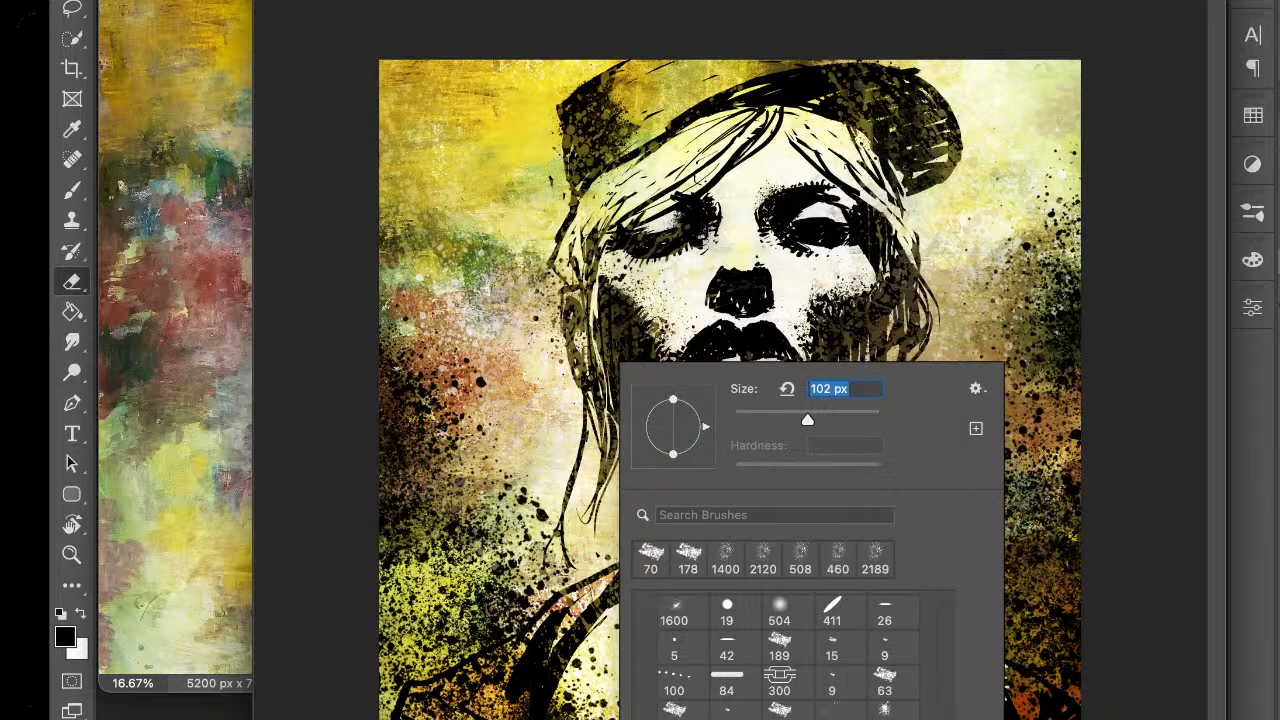 Size: 102 px
Hardness:
Search Brushes
70 178 1400 2120 508 460 2189
1600 19 504 411 26
5 42 189 15 9
100 84 300 9 63
16.67% 5200 px x 7